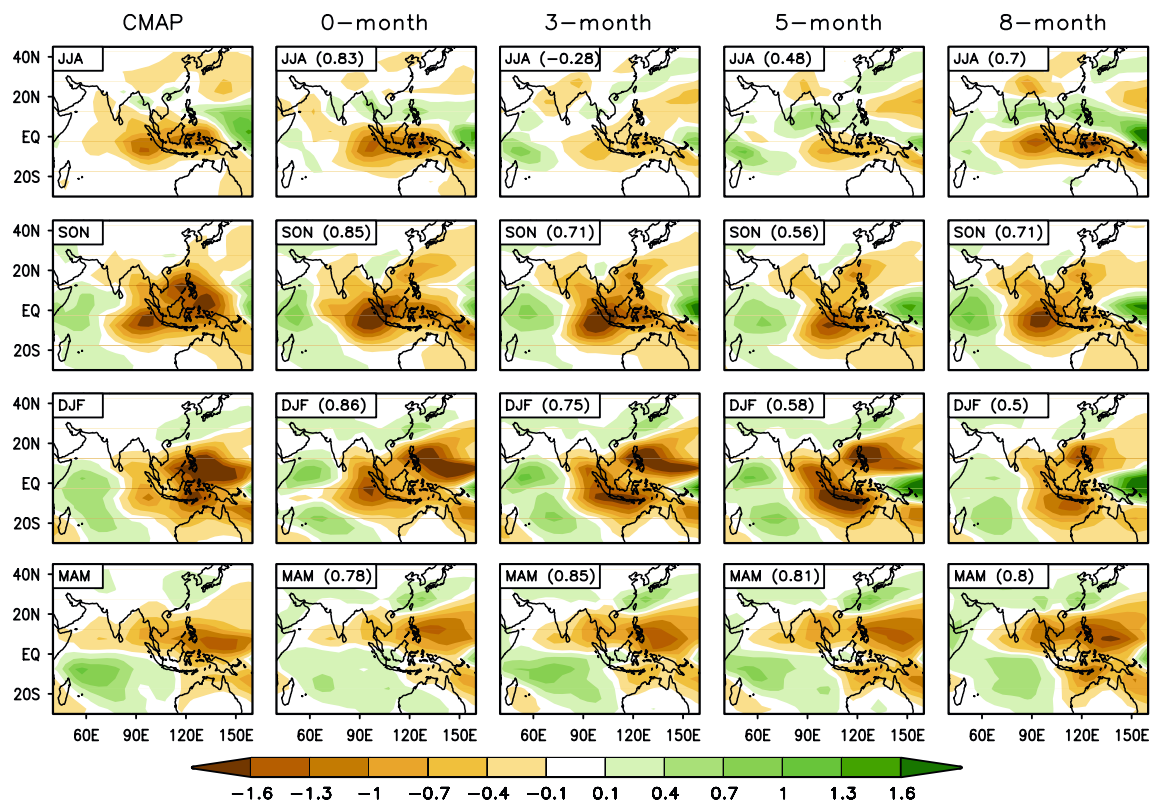 CMAP 0-month 3-month 5-month 8-month
40N JJA JJA (0.83) JJA (-0.28) JJA (0.48) JJA (0.7)
20N
EQ
20S
40N SON SON (0.85) SON (0.71) SON (0.56) SON (0.71)
20N
EQ
20S
40N DJF DJF (0.86) DJF (0.75) DJF (0.58) DJF (0.5)
20N
EQ
20S
40N MAM MAM (0.78) MAM (0.85) MAM (0.81) MAM (0.8)
20N
EQ
20S
60E 90E 120E 150E 60E 90E 120E 150E 60E 90E 120E 150E 60E 90E 120E 150E 60E 90E 120E 150E
-1.6 -1.3 -1 -0.7 -0.4 -0.1 0.1 0.4 0.7 1 1.3 1.6